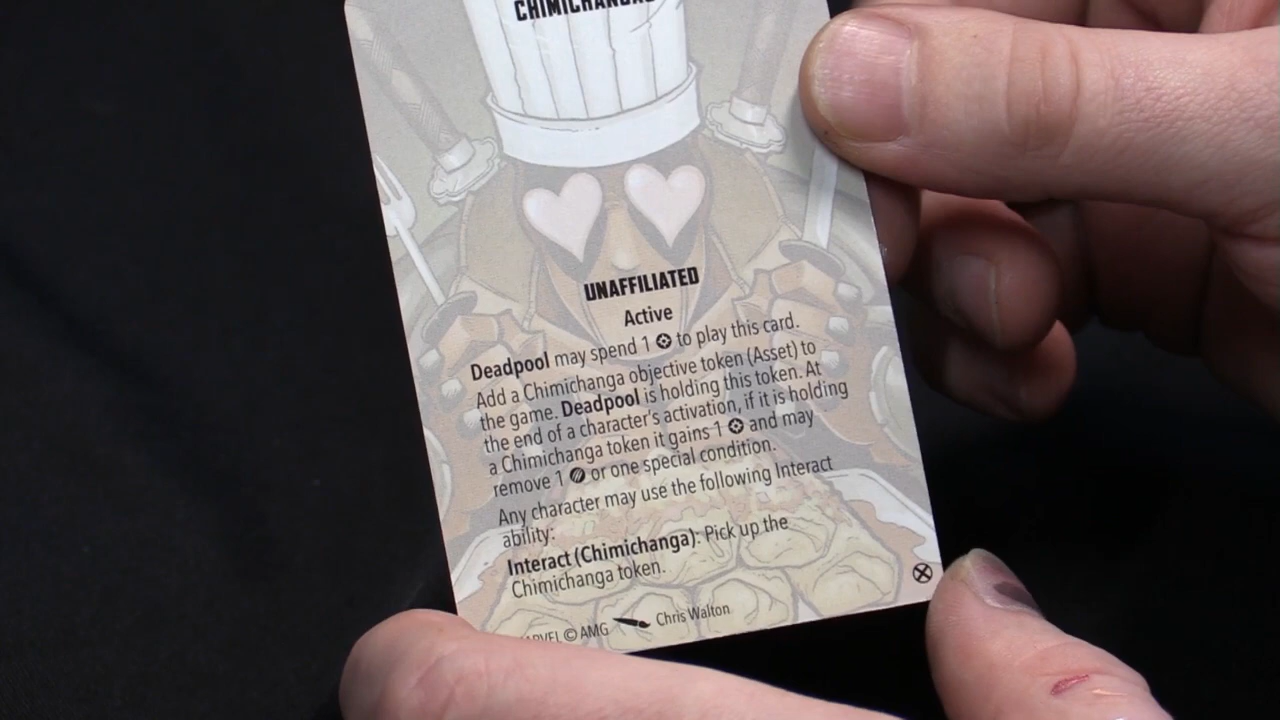 CHIMICHANGAS
UNAFFILIATED
Active
Deadpool may spend 1 to play this card.
Add a Chimichanga objective token (Asset) to
the game. Deadpool is holding this token. At
the end of a character's activation, if it is holding
a Chimichanga token it gains 1 and may
remove 1 or one special condition.
Any character may use the following Interact
ability:
Interact (Chimichanga): Pick up the
Chimichanga token.
© AMG Chris Walton